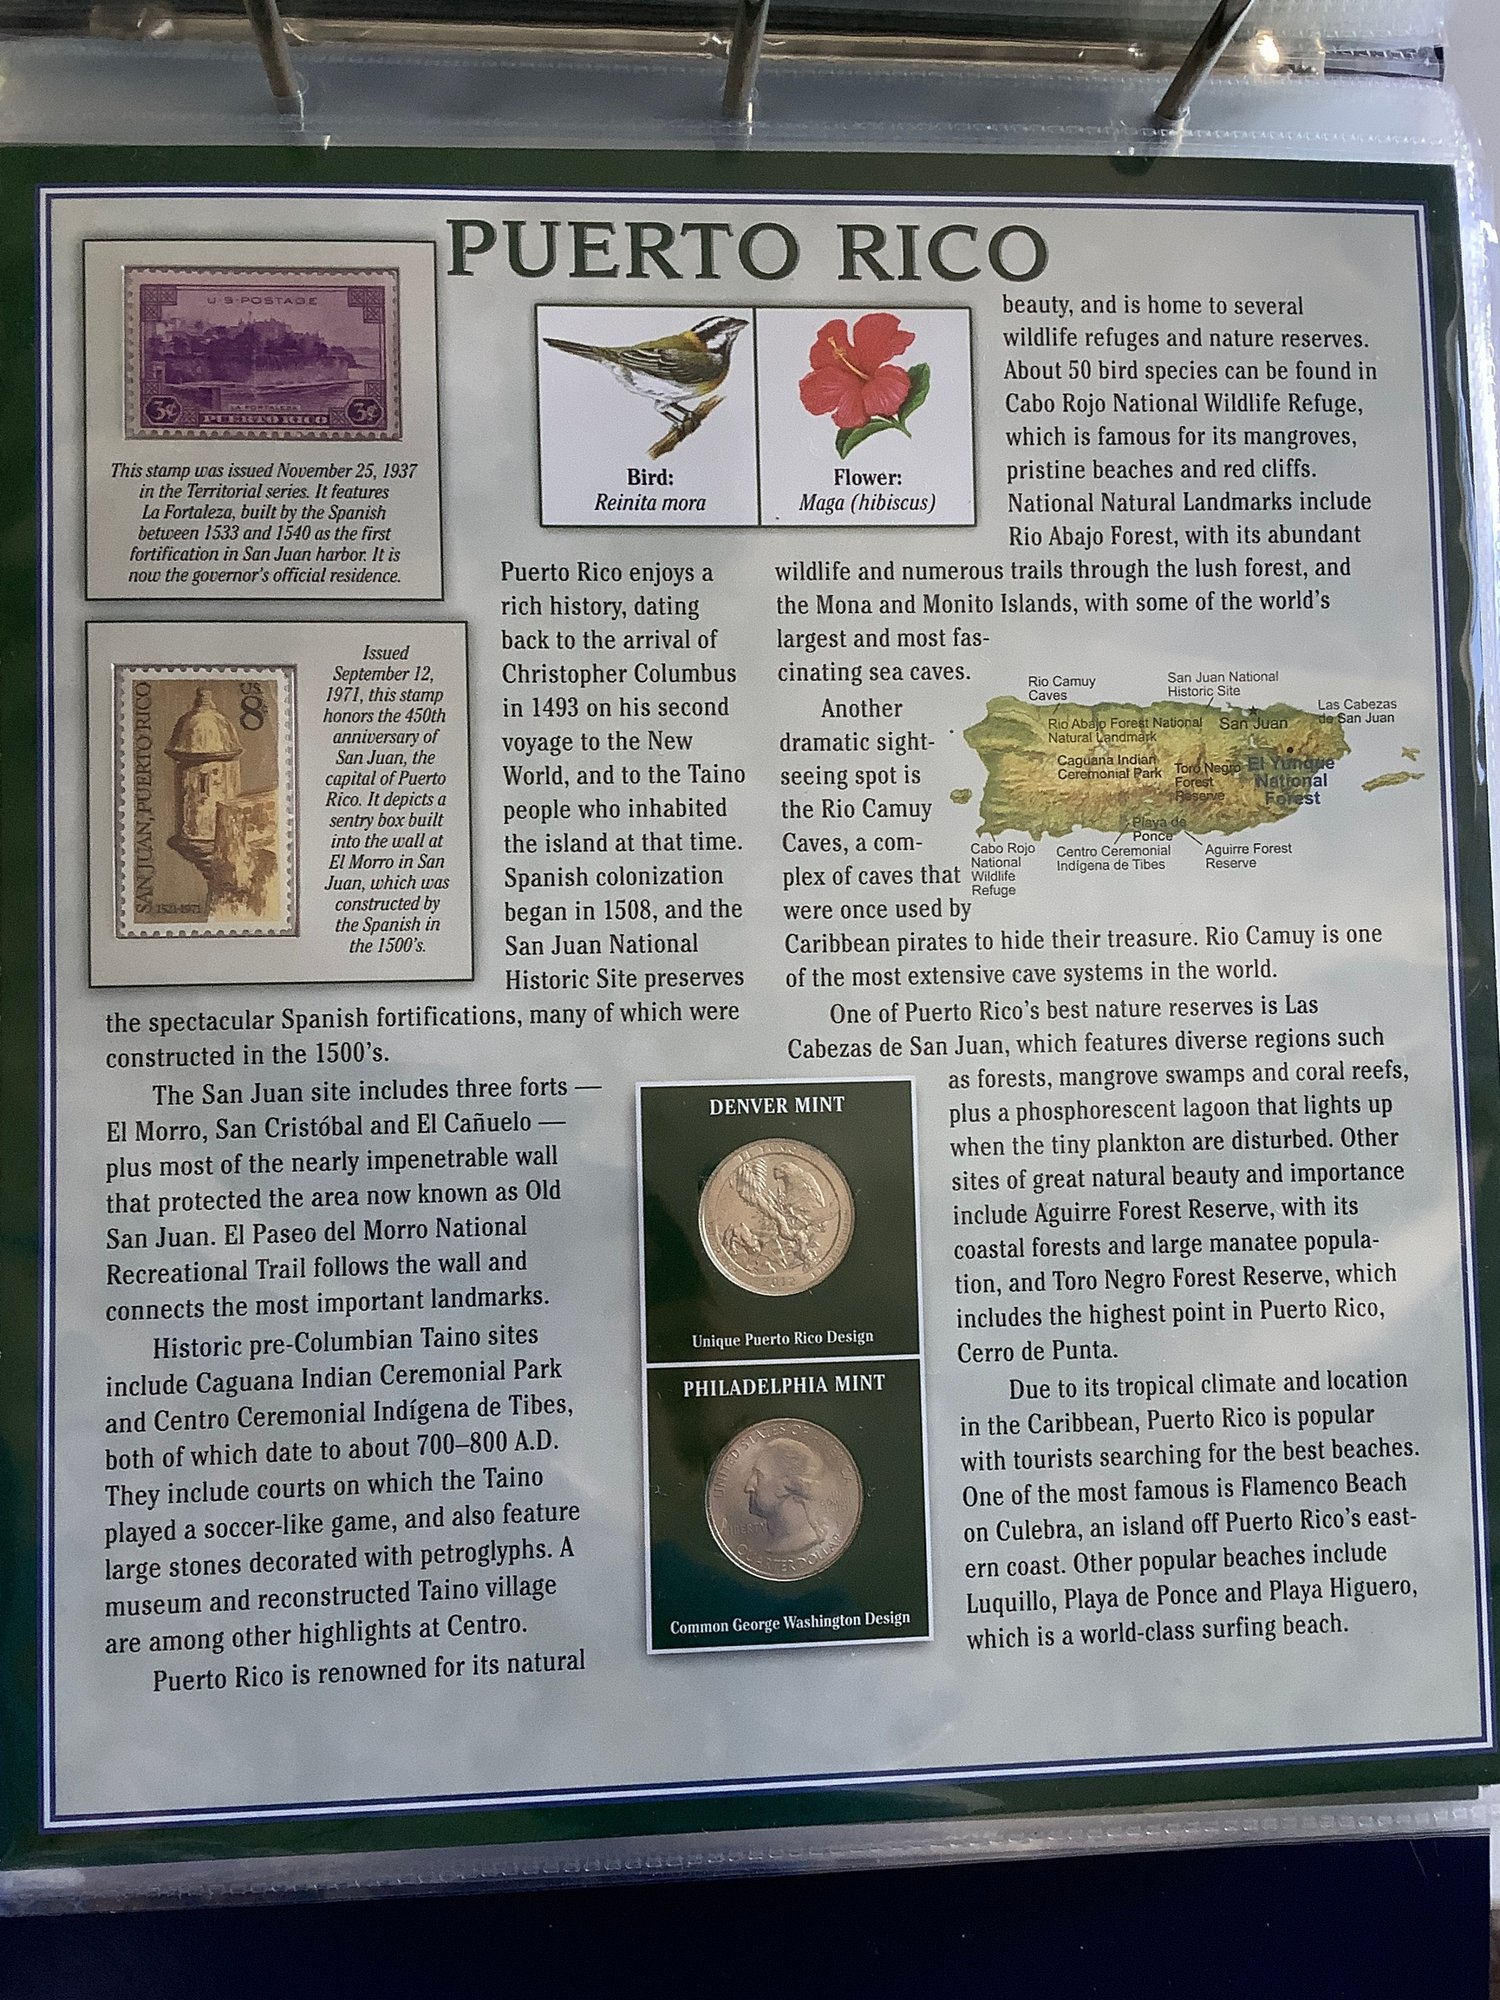 PUERTO RICO
U·S·POSTAGE
3¢
LA FORTALEZA
3¢
PUERTO RICO
This stamp was issued November 25, 1937
in the Territorial series. It features
La Fortaleza, built by the Spanish
between 1533 and 1540 as the first
fortification in San Juan harbor. It is
now the governor's official residence.
SAN JUAN, PUERTO RICO
US
8c
1521-1971
Issued
September 12,
1971, this stamp
honors the 450th
anniversary of
San Juan, the
capital of Puerto
Rico. It depicts a
sentry box built
into the wall at
El Morro in San
Juan, which was
constructed by
the Spanish in
the 1500's.
Bird:
Reinita mora
Flower:
Maga (hibiscus)
Puerto Rico enjoys a
rich history, dating
back to the arrival of
Christopher Columbus
in 1493 on his second
voyage to the New
World, and to the Taino
people who inhabited
the island at that time.
Spanish colonization
began in 1508, and the
San Juan National
Historic Site preserves
the spectacular Spanish fortifications, many of which were
constructed in the 1500's.
The San Juan site includes three forts —
El Morro, San Cristóbal and El Cañuelo —
plus most of the nearly impenetrable wall
that protected the area now known as Old
San Juan. El Paseo del Morro National
Recreational Trail follows the wall and
connects the most important landmarks.
Historic pre-Columbian Taino sites
include Caguana Indian Ceremonial Park
and Centro Ceremonial Indígena de Tibes,
both of which date to about 700–800 A.D.
They include courts on which the Taino
played a soccer-like game, and also feature
large stones decorated with petroglyphs. A
museum and reconstructed Taino village
are among other highlights at Centro.
Puerto Rico is renowned for its natural
beauty, and is home to several
wildlife refuges and nature reserves.
About 50 bird species can be found in
Cabo Rojo National Wildlife Refuge,
which is famous for its mangroves,
pristine beaches and red cliffs.
National Natural Landmarks include
Rio Abajo Forest, with its abundant
wildlife and numerous trails through the lush forest, and
the Mona and Monito Islands, with some of the world's
largest and most fas-
cinating sea caves.
Another
dramatic sight-
seeing spot is
the Rio Camuy
Caves, a com-
plex of caves that
were once used by
Caribbean pirates to hide their treasure. Rio Camuy is one
of the most extensive cave systems in the world.
One of Puerto Rico's best nature reserves is Las
Cabezas de San Juan, which features diverse regions such
as forests, mangrove swamps and coral reefs,
plus a phosphorescent lagoon that lights up
when the tiny plankton are disturbed. Other
sites of great natural beauty and importance
include Aguirre Forest Reserve, with its
coastal forests and large manatee popula-
tion, and Toro Negro Forest Reserve, which
includes the highest point in Puerto Rico,
Cerro de Punta.
Due to its tropical climate and location
in the Caribbean, Puerto Rico is popular
with tourists searching for the best beaches.
One of the most famous is Flamenco Beach
on Culebra, an island off Puerto Rico's east-
ern coast. Other popular beaches include
Luquillo, Playa de Ponce and Playa Higuero,
which is a world-class surfing beach.
Rio Camuy
Caves
San Juan National
Historic Site
Las Cabezas
de San Juan
Rio Abajo Forest National
Natural Landmark
San Juan
Caguana Indian
Ceremonial Park
Toro Negro
Forest
Reserve
El Yunque
National
Forest
Playa de
Ponce
Cabo Rojo
National
Wildlife
Refuge
Centro Ceremonial
Indígena de Tibes
Aguirre Forest
Reserve
DENVER MINT
EL YUNQUE
2012
Unique Puerto Rico Design
PHILADELPHIA MINT
UNITED STATES OF AMERICA
LIBERTY
QUARTER DOLLAR
Common George Washington Design